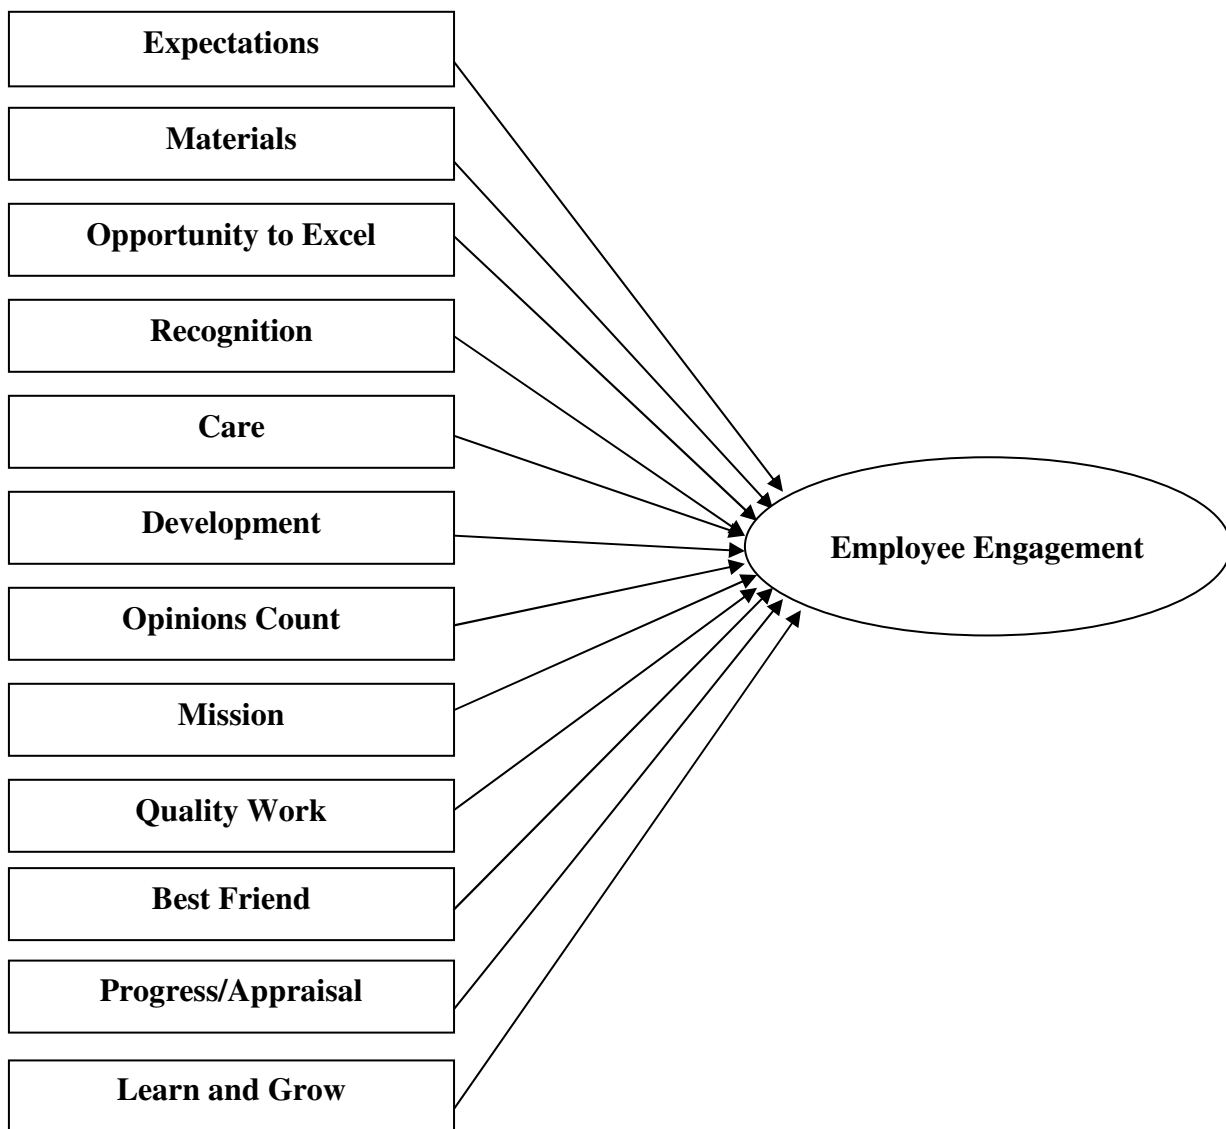 Expectations
Materials
Opportunity to Excel
Recognition
Care
Development
Opinions Count
Mission
Quality Work
Best Friend
Progress/Appraisal
Learn and Grow
Employee Engagement